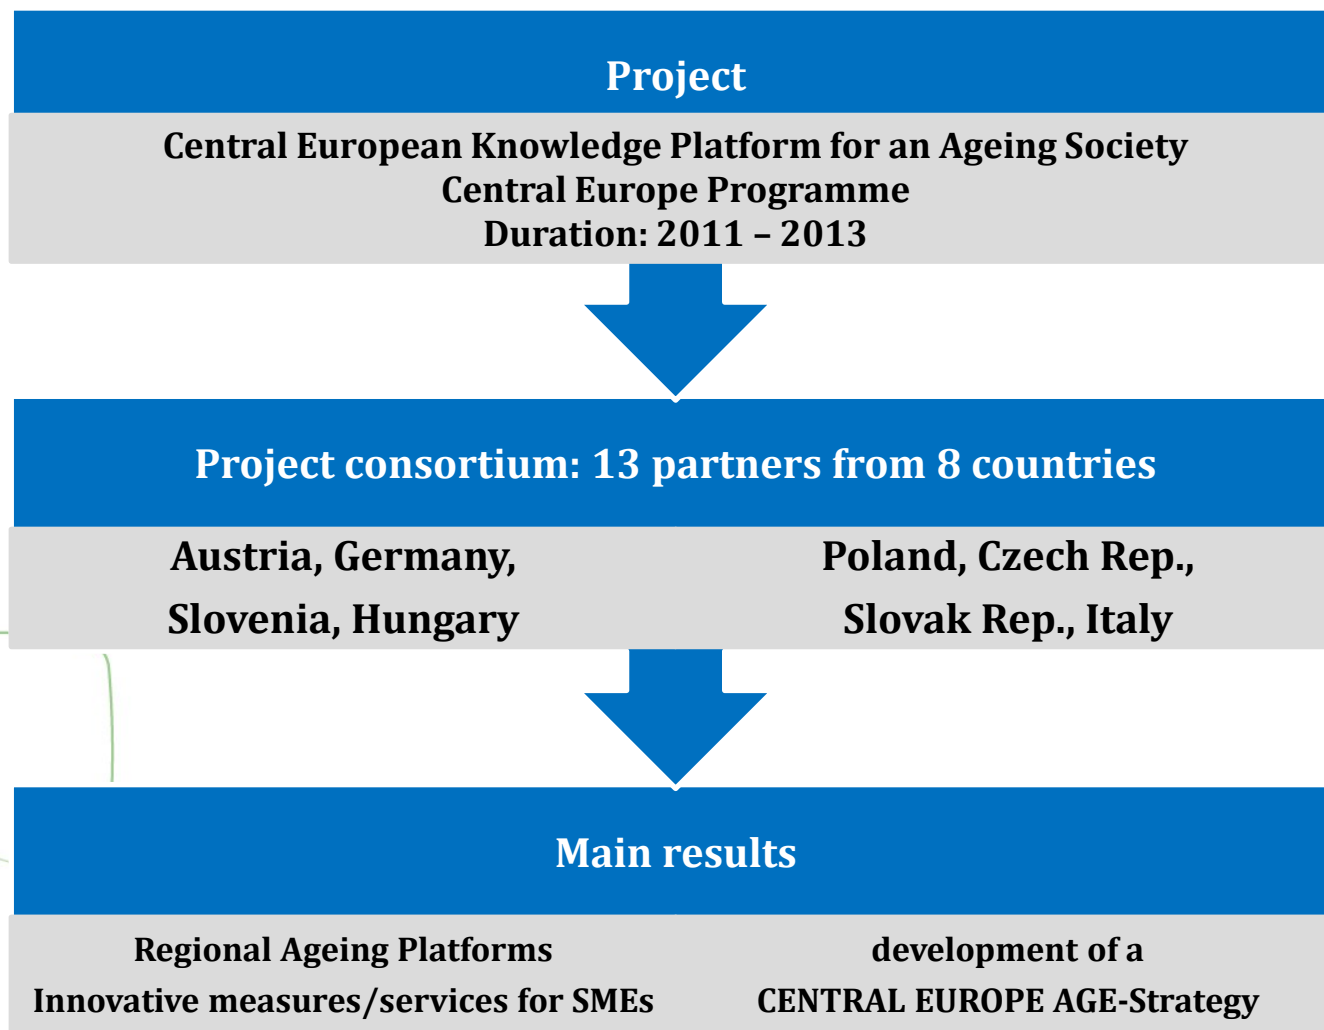 Project
Central European Knowledge Platform for an Ageing Society
Central Europe Programme
Duration: 2011 – 2013
Project consortium: 13 partners from 8 countries
Austria, Germany,
Slovenia, Hungary
Poland, Czech Rep.,
Slovak Rep., Italy
Main results
Regional Ageing Platforms
Innovative measures/services for SMEs
development of a
CENTRAL EUROPE AGE-Strategy